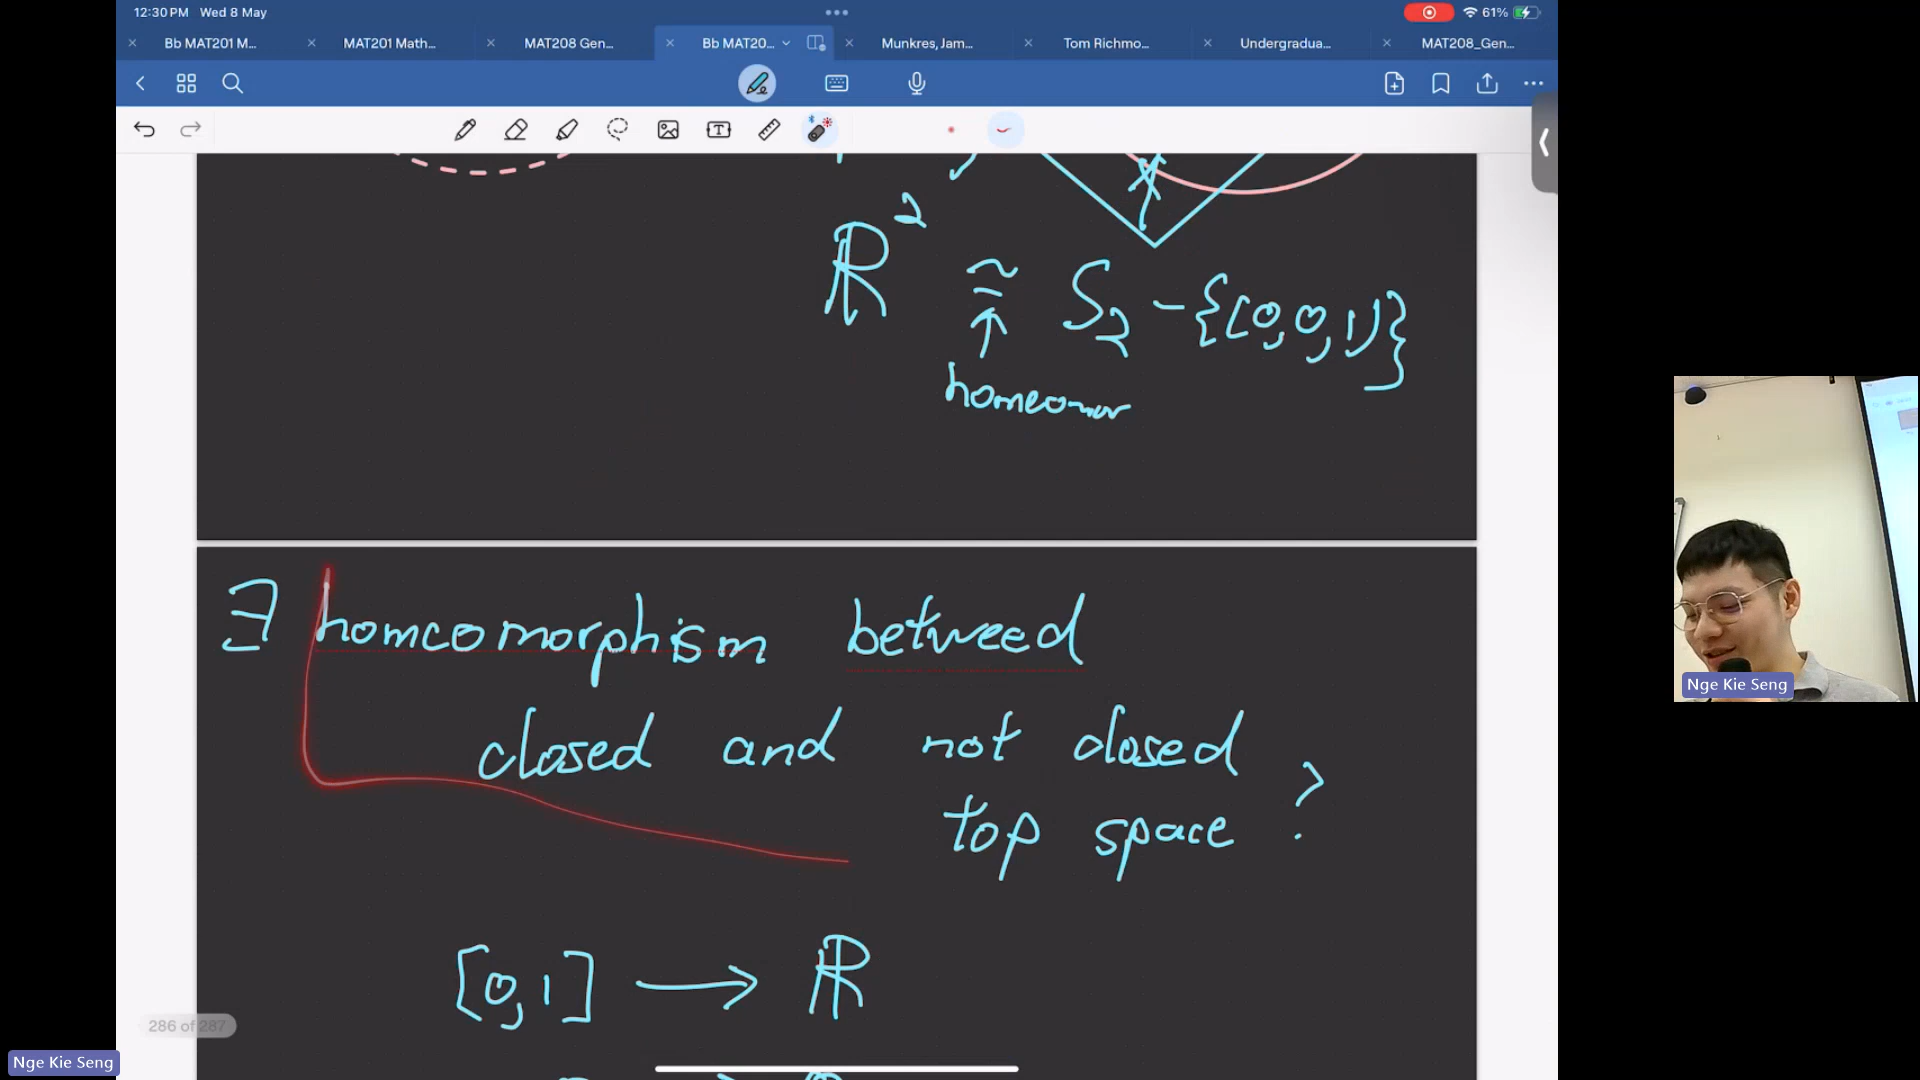 12:30 PM Wed 8 May
61%
Bb MAT201 M...
MAT201 Math...
MAT208 Gen...
Bb MAT20...
Munkres, Jam...
Tom Richmo...
Undergradua...
MAT208_Gen...
ℝ² ≅ S₂ - {(0,0,1)}
↑
homeomor
∃ homeomorphism betweed
closed and not closed
top space ?
[0,1] → ℝ
286 of 287
Nge Kie Seng
Nge Kie Seng